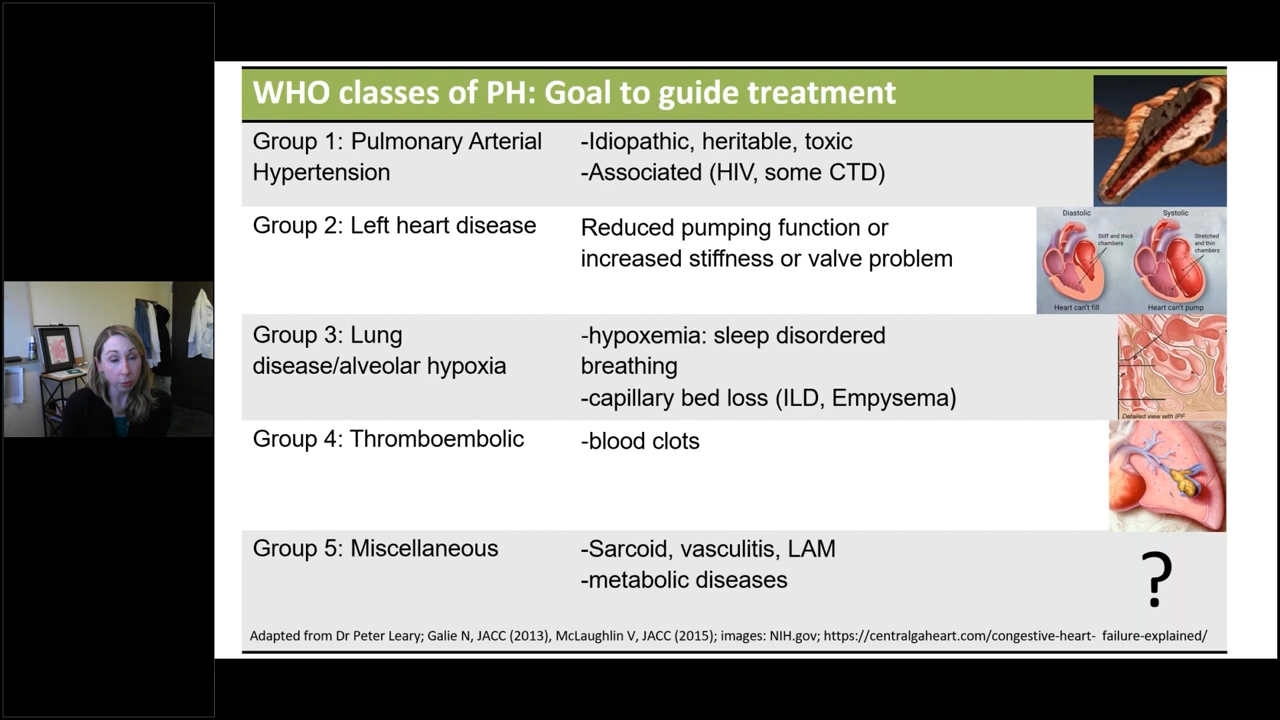 WHO classes of PH: Goal to guide treatment
Group 1: Pulmonary Arterial
Hypertension
-Idiopathic, heritable, toxic
-Associated (HIV, some CTD)
Group 2: Left heart disease
Reduced pumping function or
increased stiffness or valve problem
Diastolic
Systolic
Stiff and thick
chambers
Stretched
and thin
chambers
Heart can't fill
Heart can't pump
Group 3: Lung
disease/alveolar hypoxia
-hypoxemia: sleep disordered
breathing
-capillary bed loss (ILD, Empysema)
Detailed view with IPF
Group 4: Thromboembolic
-blood clots
Group 5: Miscellaneous
-Sarcoid, vasculitis, LAM
-metabolic diseases
?
Adapted from Dr Peter Leary; Galie N, JACC (2013), McLaughlin V, JACC (2015); images: NIH.gov; https://centralgaheart.com/congestive-heart- failure-explained/